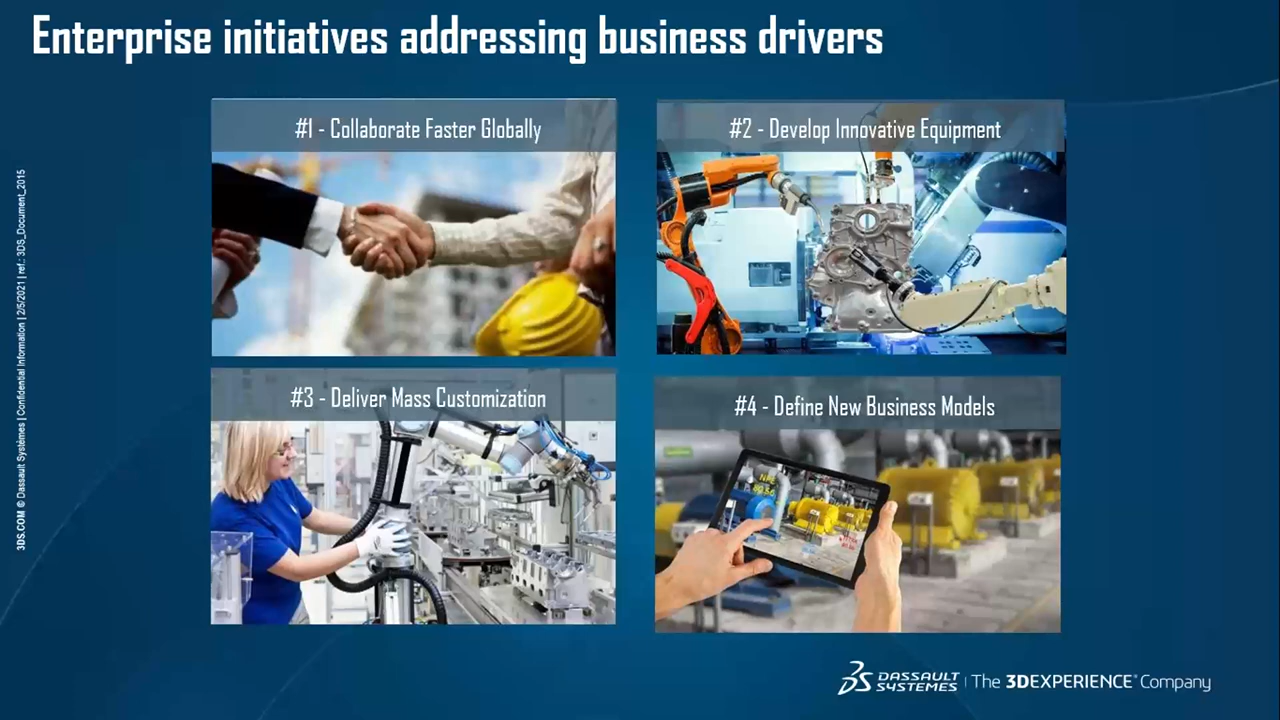 Enterprise initiatives addressing business drivers
#1 - Collaborate Faster Globally
#2 - Develop Innovative Equipment
#3 - Deliver Mass Customization
#4 - Define New Business Models
3DS.COM © Dassault Systèmes | Confidential Information | 2/5/2021 | ref.: 3DS_Document_2015
DASSAULT SYSTEMES | The 3DEXPERIENCE® Company